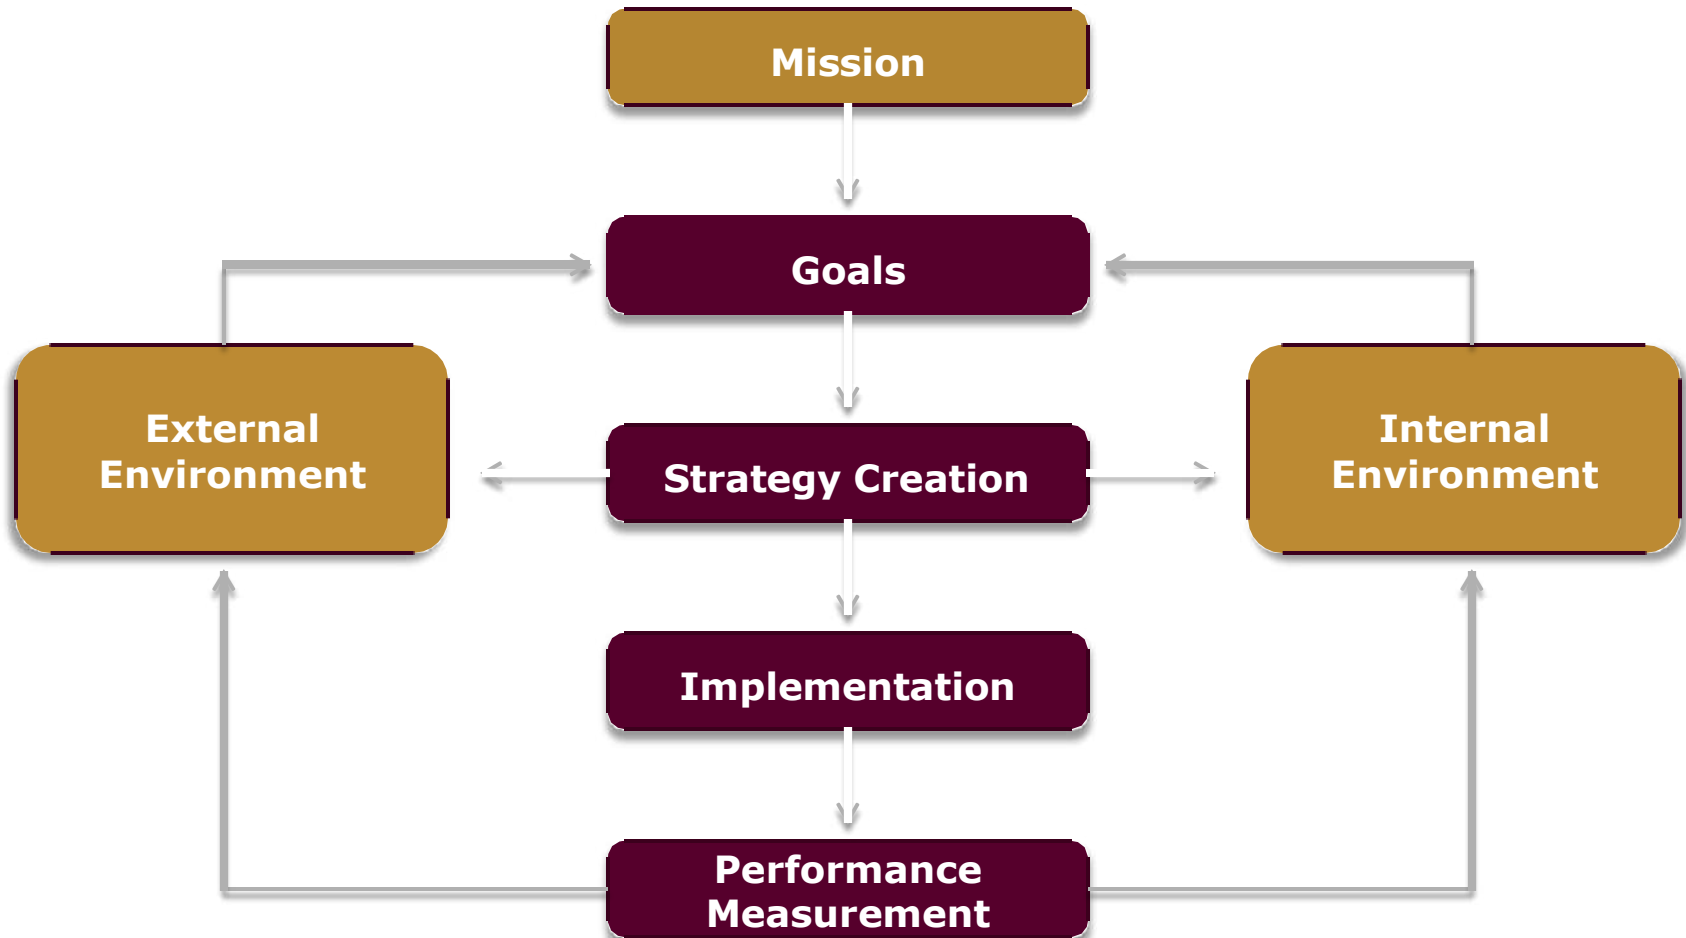 Mission
Goals
External
Environment
Strategy Creation
Internal
Environment
Implementation
Performance
Measurement